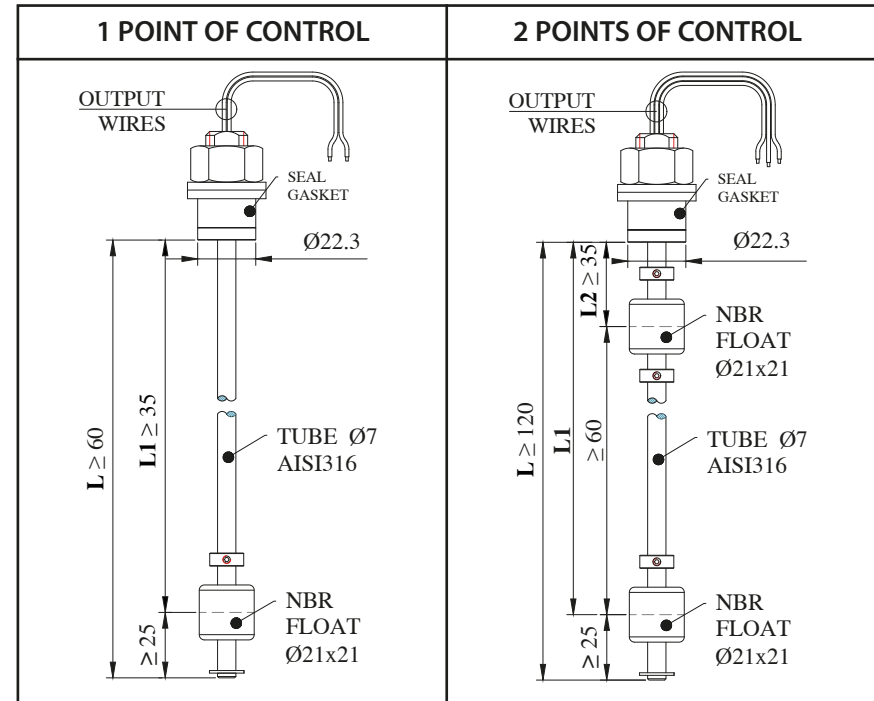 1 POINT OF CONTROL
OUTPUT
WIRES
SEAL
GASKET
Ø22.3
L ≥ 60
L1 ≥ 35
TUBE Ø7
AISI316
≥ 25
NBR
FLOAT
Ø21x21
2 POINTS OF CONTROL
OUTPUT
WIRES
SEAL
GASKET
Ø22.3
L2 ≥ 35
NBR
FLOAT
Ø21x21
L ≥ 120
L1
≥ 60
TUBE Ø7
AISI316
≥ 25
NBR
FLOAT
Ø21x21